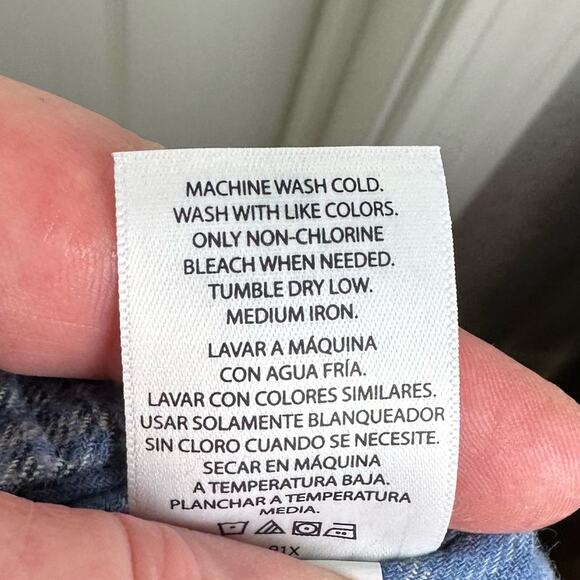 MACHINE WASH COLD.
WASH WITH LIKE COLORS.
ONLY NON-CHLORINE
BLEACH WHEN NEEDED.
TUMBLE DRY LOW.
MEDIUM IRON.
LAVAR A MÁQUINA
CON AGUA FRÍA.
LAVAR CON COLORES SIMILARES.
USAR SOLAMENTE BLANQUEADOR
SIN CLORO CUANDO SE NECESITE.
SECAR EN MÁQUINA
A TEMPERATURA BAJA.
PLANCHAR A TEMPERATURA
MEDIA.